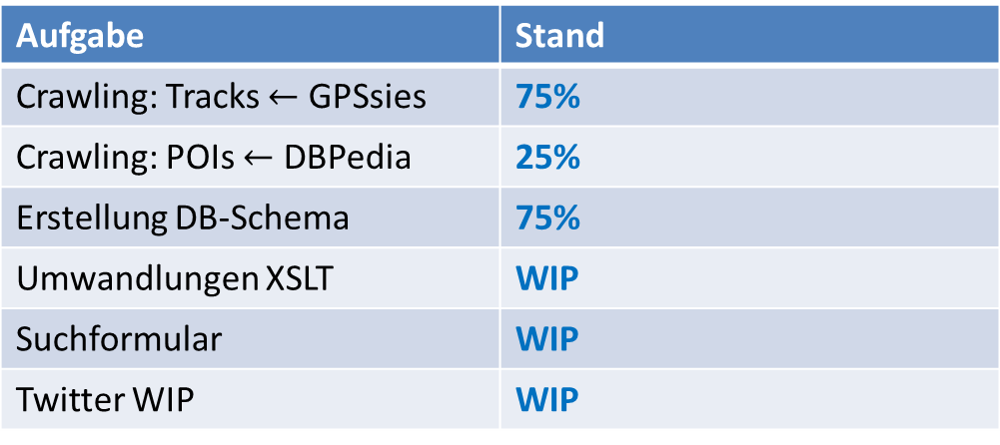 Aufgabe Stand
Crawling: Tracks ← GPSsies 75%
Crawling: POIs ← DBPedia 25%
Erstellung DB-Schema 75%
Umwandlungen XSLT WIP
Suchformular WIP
Twitter WIP WIP